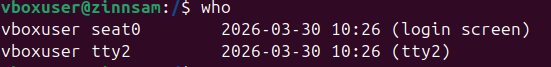 vboxuser@zinnsam:/$ who
vboxuser seat0        2026-03-30 10:26 (login screen)
vboxuser tty2         2026-03-30 10:26 (tty2)